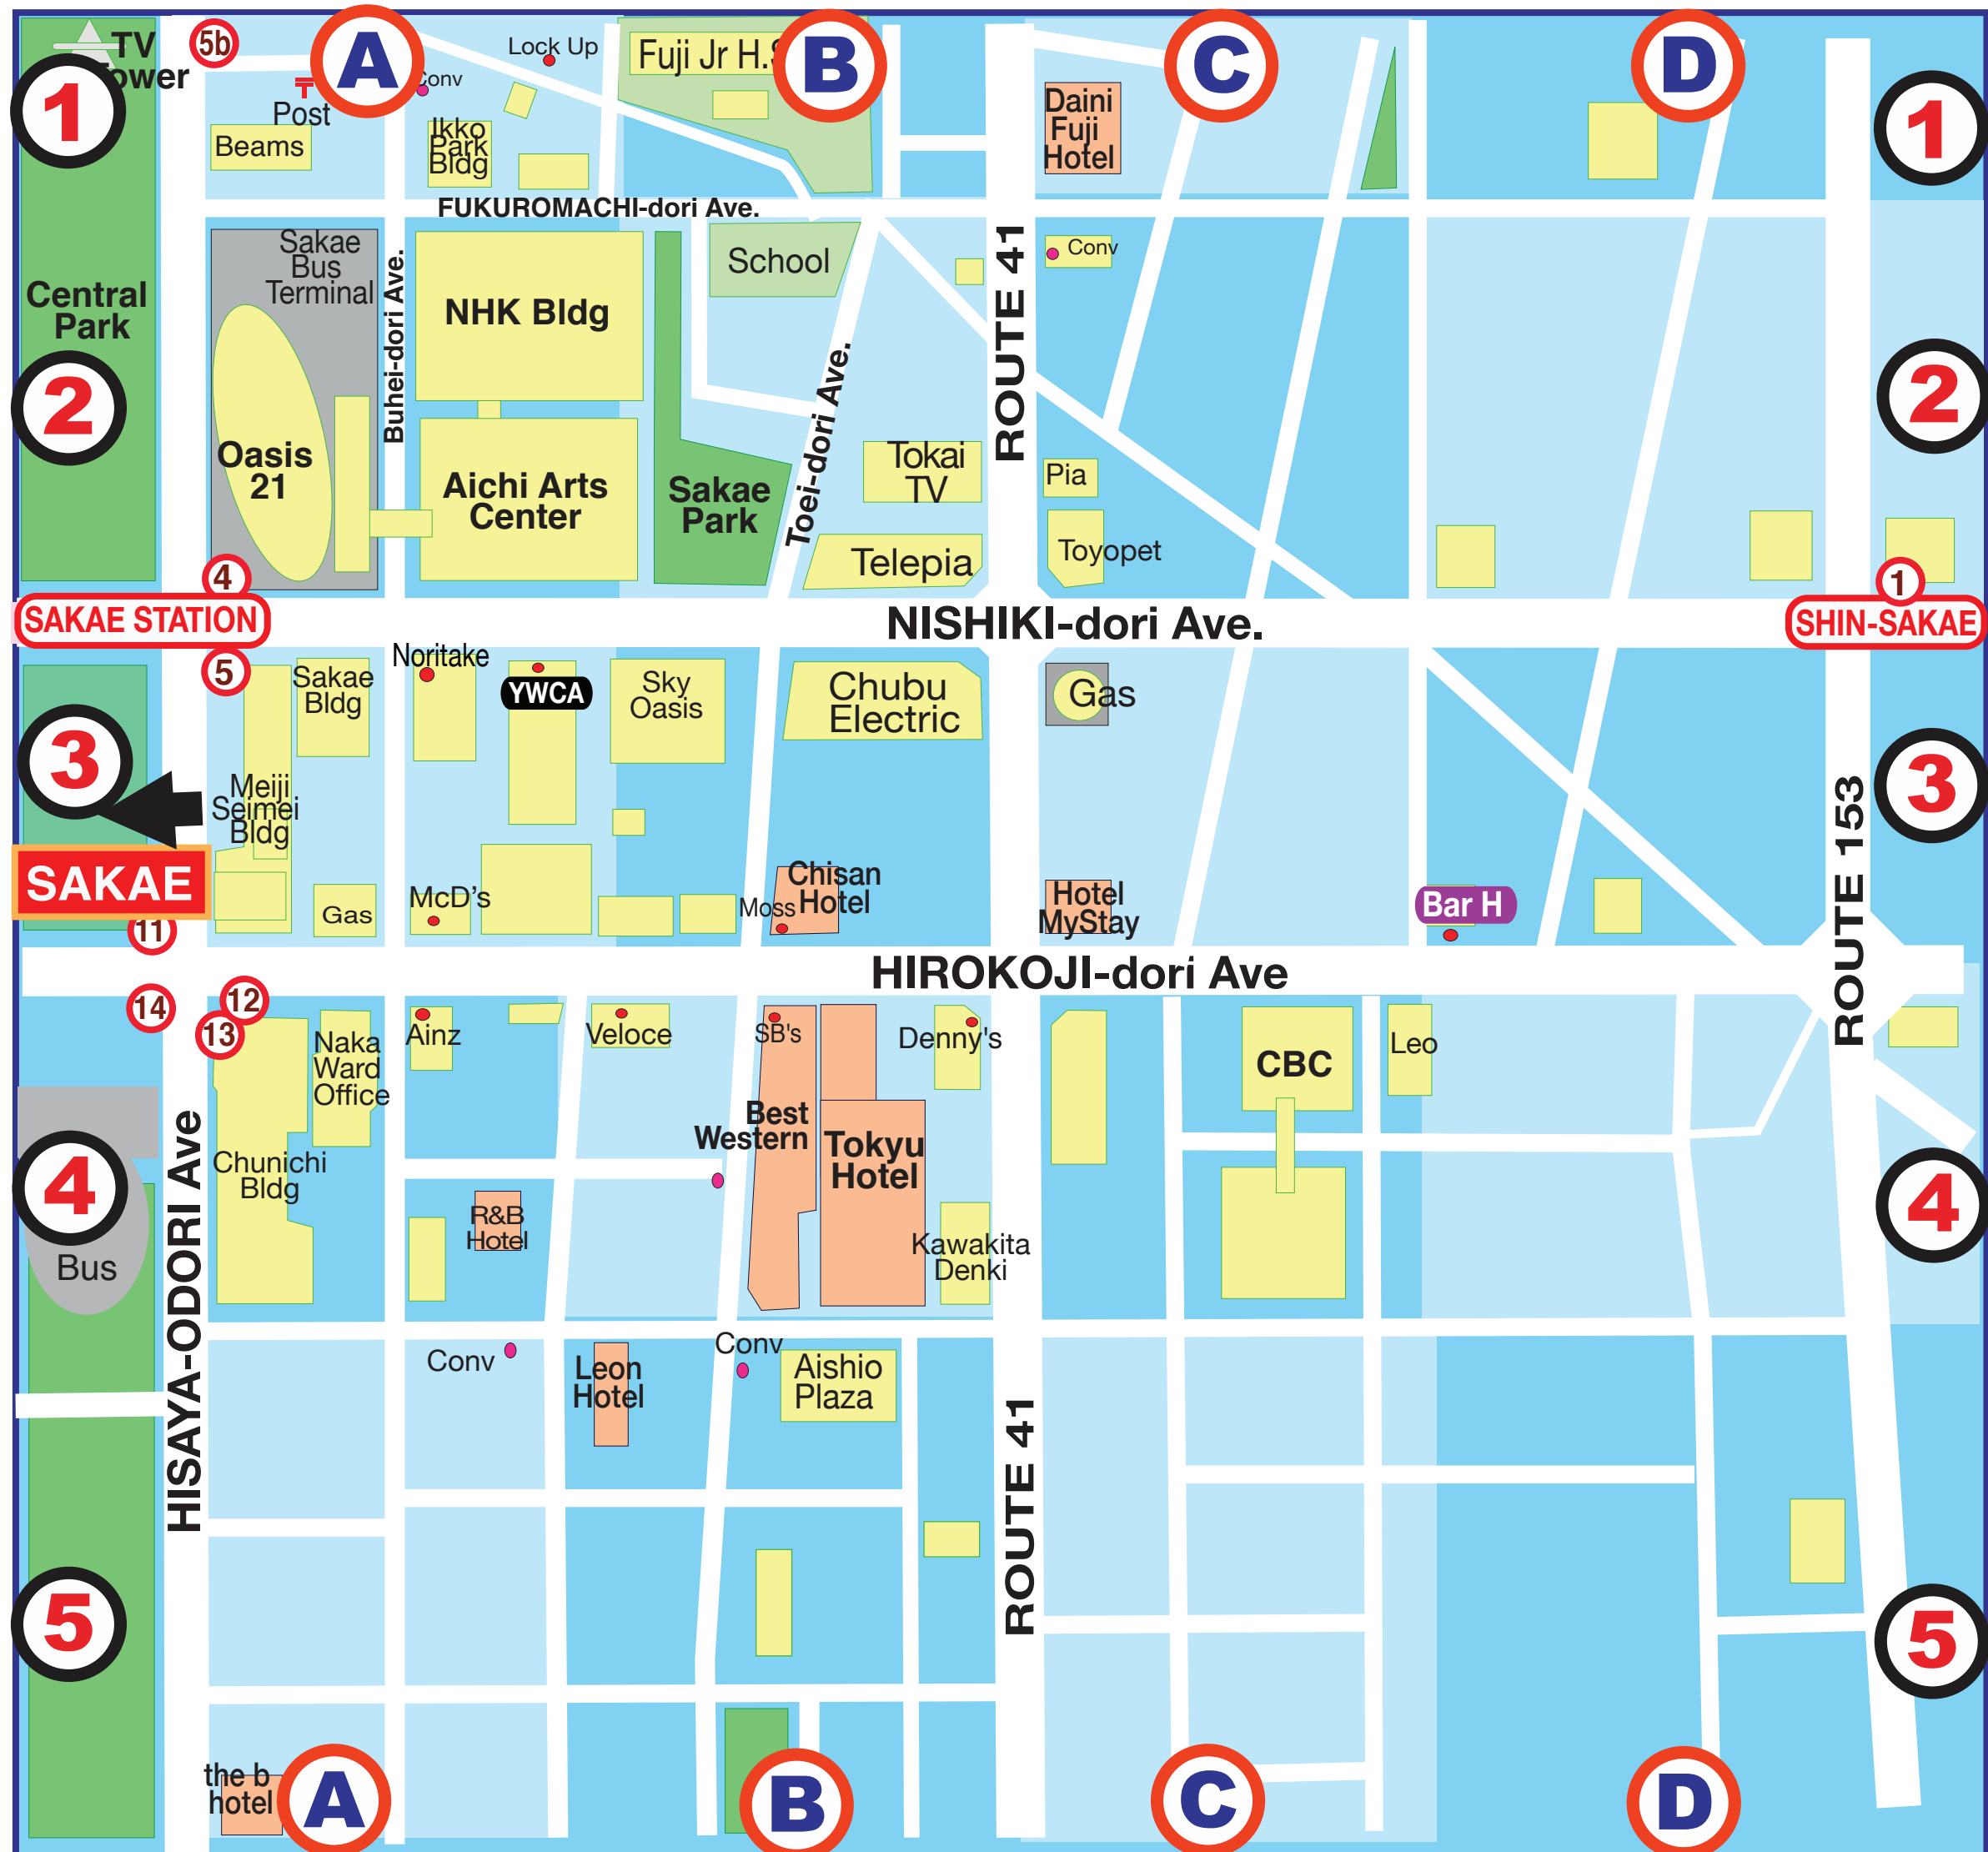 TV
Tower
5b
A
Conv
Lock Up
Fuji Jr H.S
B
C
D
1
1
Post
Beams
Ikko
Park
Bldg
Daini
Fuji
Hotel
FUKUROMACHI-dori Ave.
Sakae
Bus
Terminal
Buhei-dori Ave.
NHK Bldg
School
ROUTE 41
Conv
Central
Park
2
2
Oasis
21
Aichi Arts
Center
Sakae
Park
Toei-dori Ave.
Tokai
TV
Telepia
Pia
Toyopet
4
1
SAKAE STATION
NISHIKI-dori Ave.
SHIN-SAKAE
5
Sakae
Bldg
Noritake
YWCA
Sky
Oasis
Chubu
Electric
Gas
3
3
Meiji
Seimei
Bldg
ROUTE 153
SAKAE
Gas
McD's
Moss
Chisan
Hotel
Hotel
MyStay
Bar H
11
HIROKOJI-dori Ave
14
12
13
Naka
Ward
Office
Ainz
Veloce
SB's
Denny's
CBC
Leo
Best
Western
Tokyu
Hotel
HISAYA-ODORI Ave
Chunichi
Bldg
4
4
R&B
Hotel
Kawakita
Denki
Bus
Conv
Leon
Hotel
Conv
Aishio
Plaza
ROUTE 41
5
5
the b
hotel
A
B
C
D